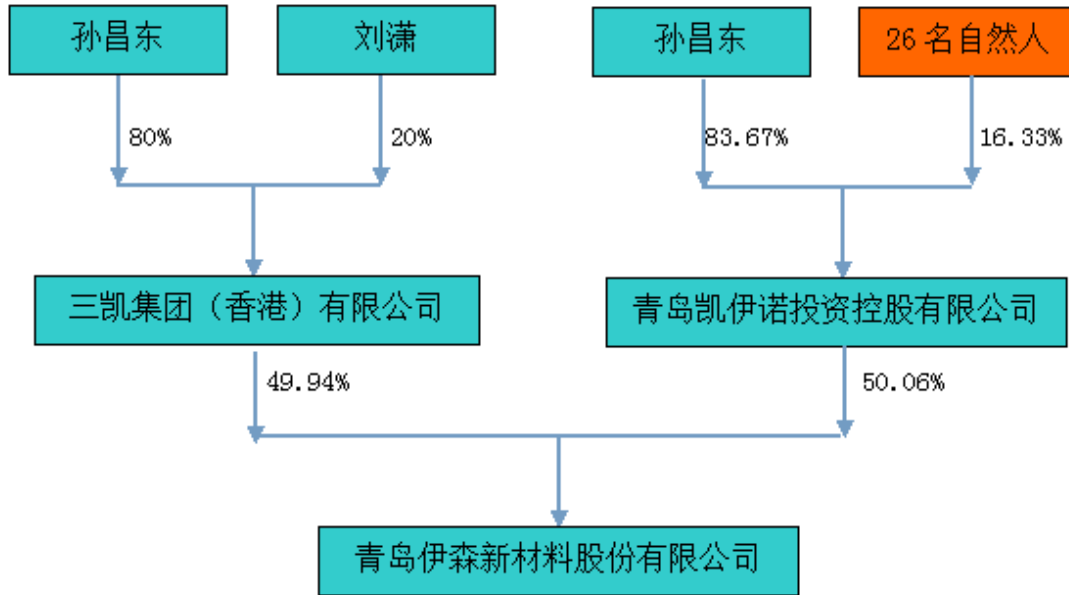 孙昌东
刘潇
孙昌东
26 名自然人
80%
20%
83.67%
16.33%
三凯集团（香港）有限公司
青岛凯伊诺投资控股有限公司
49.94%
50.06%
青岛伊森新材料股份有限公司